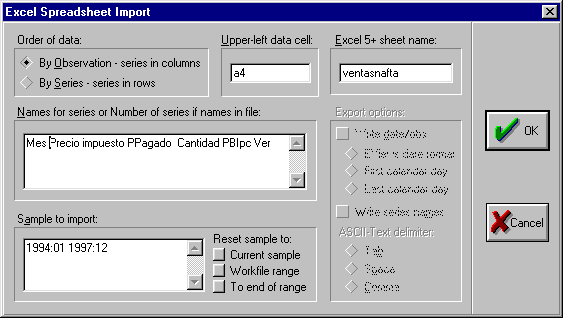 Excel Spreadsheet Import
Order of data:
By Observation - series in columns
By Series - series in rows
Upper-left data cell:
a4
Excel 5+ sheet name:
ventasnafta
Names for series or Number of series if names in file:
Mes Precio impuesto PPagado Cantidad PBIpc Ver
Export options:
Write date/obs
EViews date format
First calendar day
Last calendar day
Write series names
ASCII-Text delimiter:
Tab
Space
Comma
Sample to import:
1994:01 1997:12
Reset sample to:
Current sample
Workfile range
To end of range
OK
Cancel